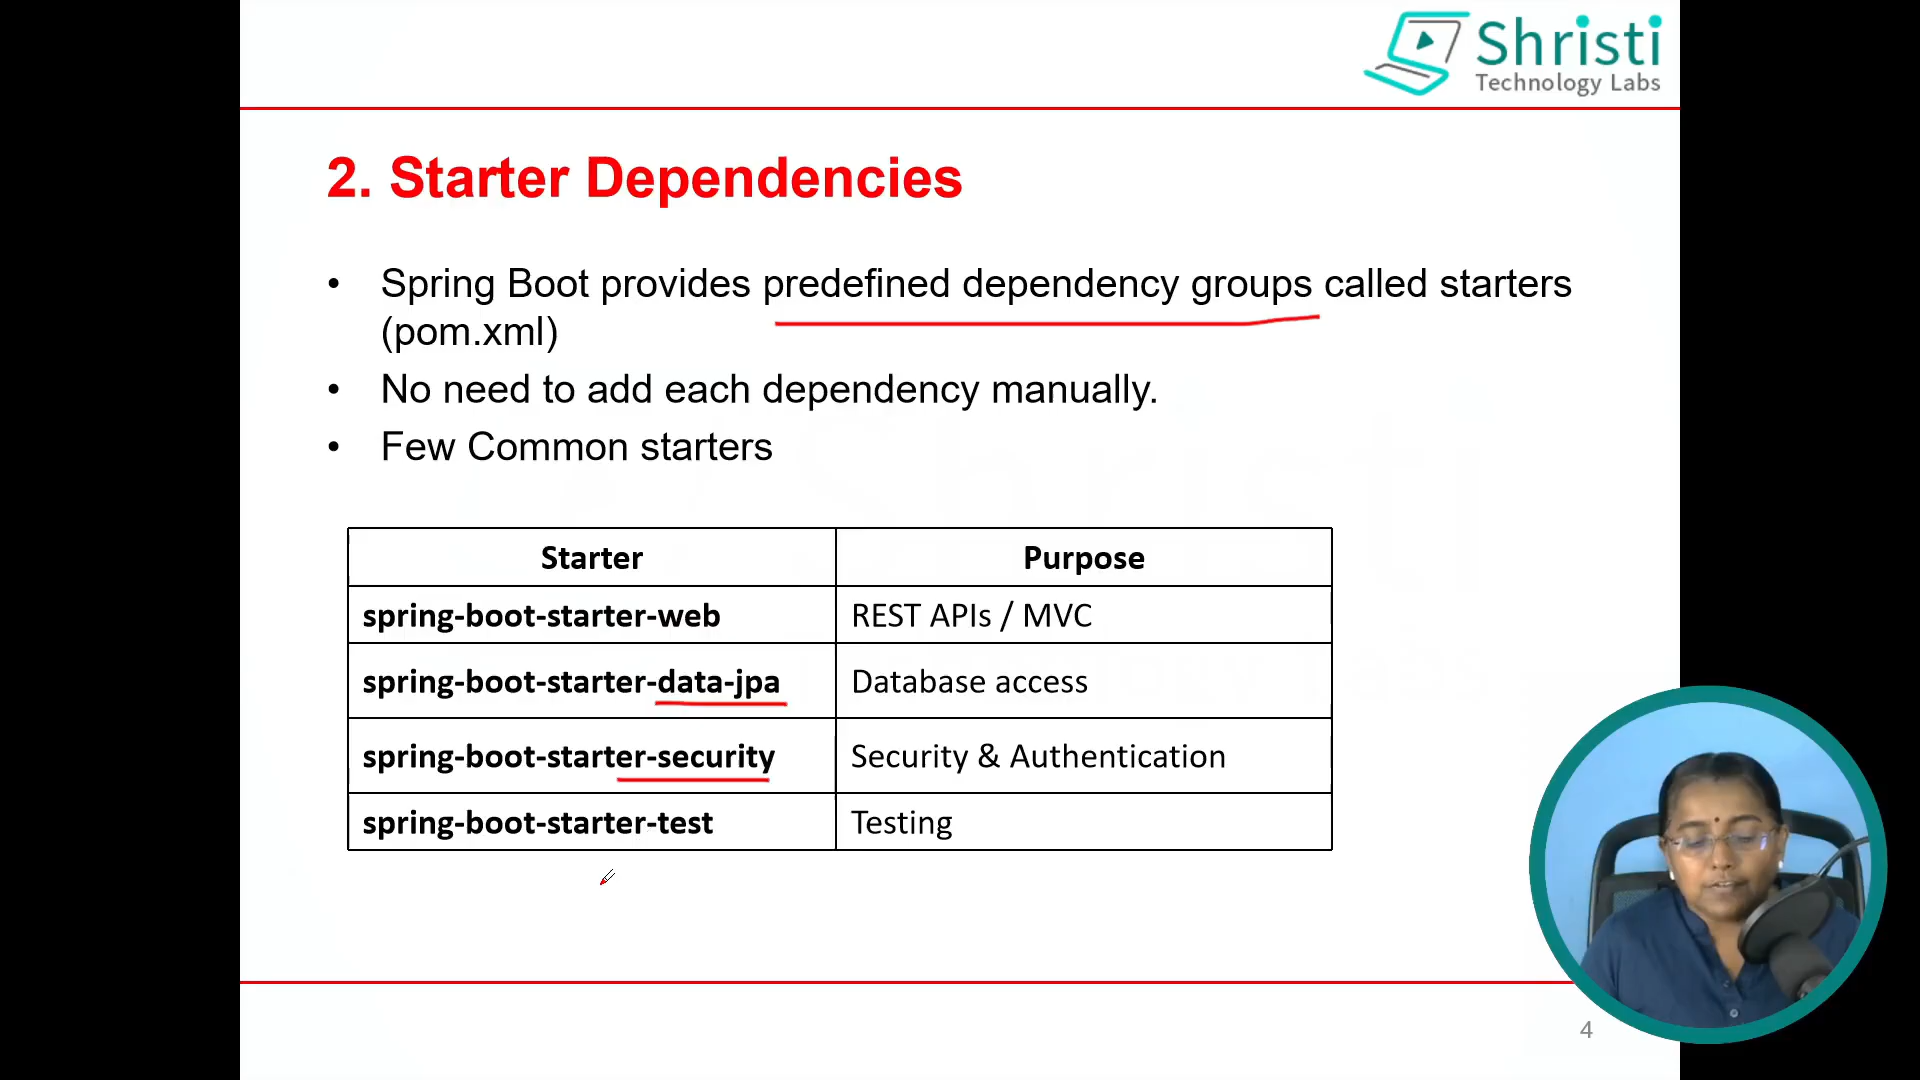 Shristi
Technology Labs
2. Starter Dependencies
• Spring Boot provides predefined dependency groups called starters
(pom.xml)
• No need to add each dependency manually.
• Few Common starters
Starter Purpose
spring-boot-starter-web REST APIs / MVC
spring-boot-starter-data-jpa Database access
spring-boot-starter-security Security & Authentication
spring-boot-starter-test Testing
4